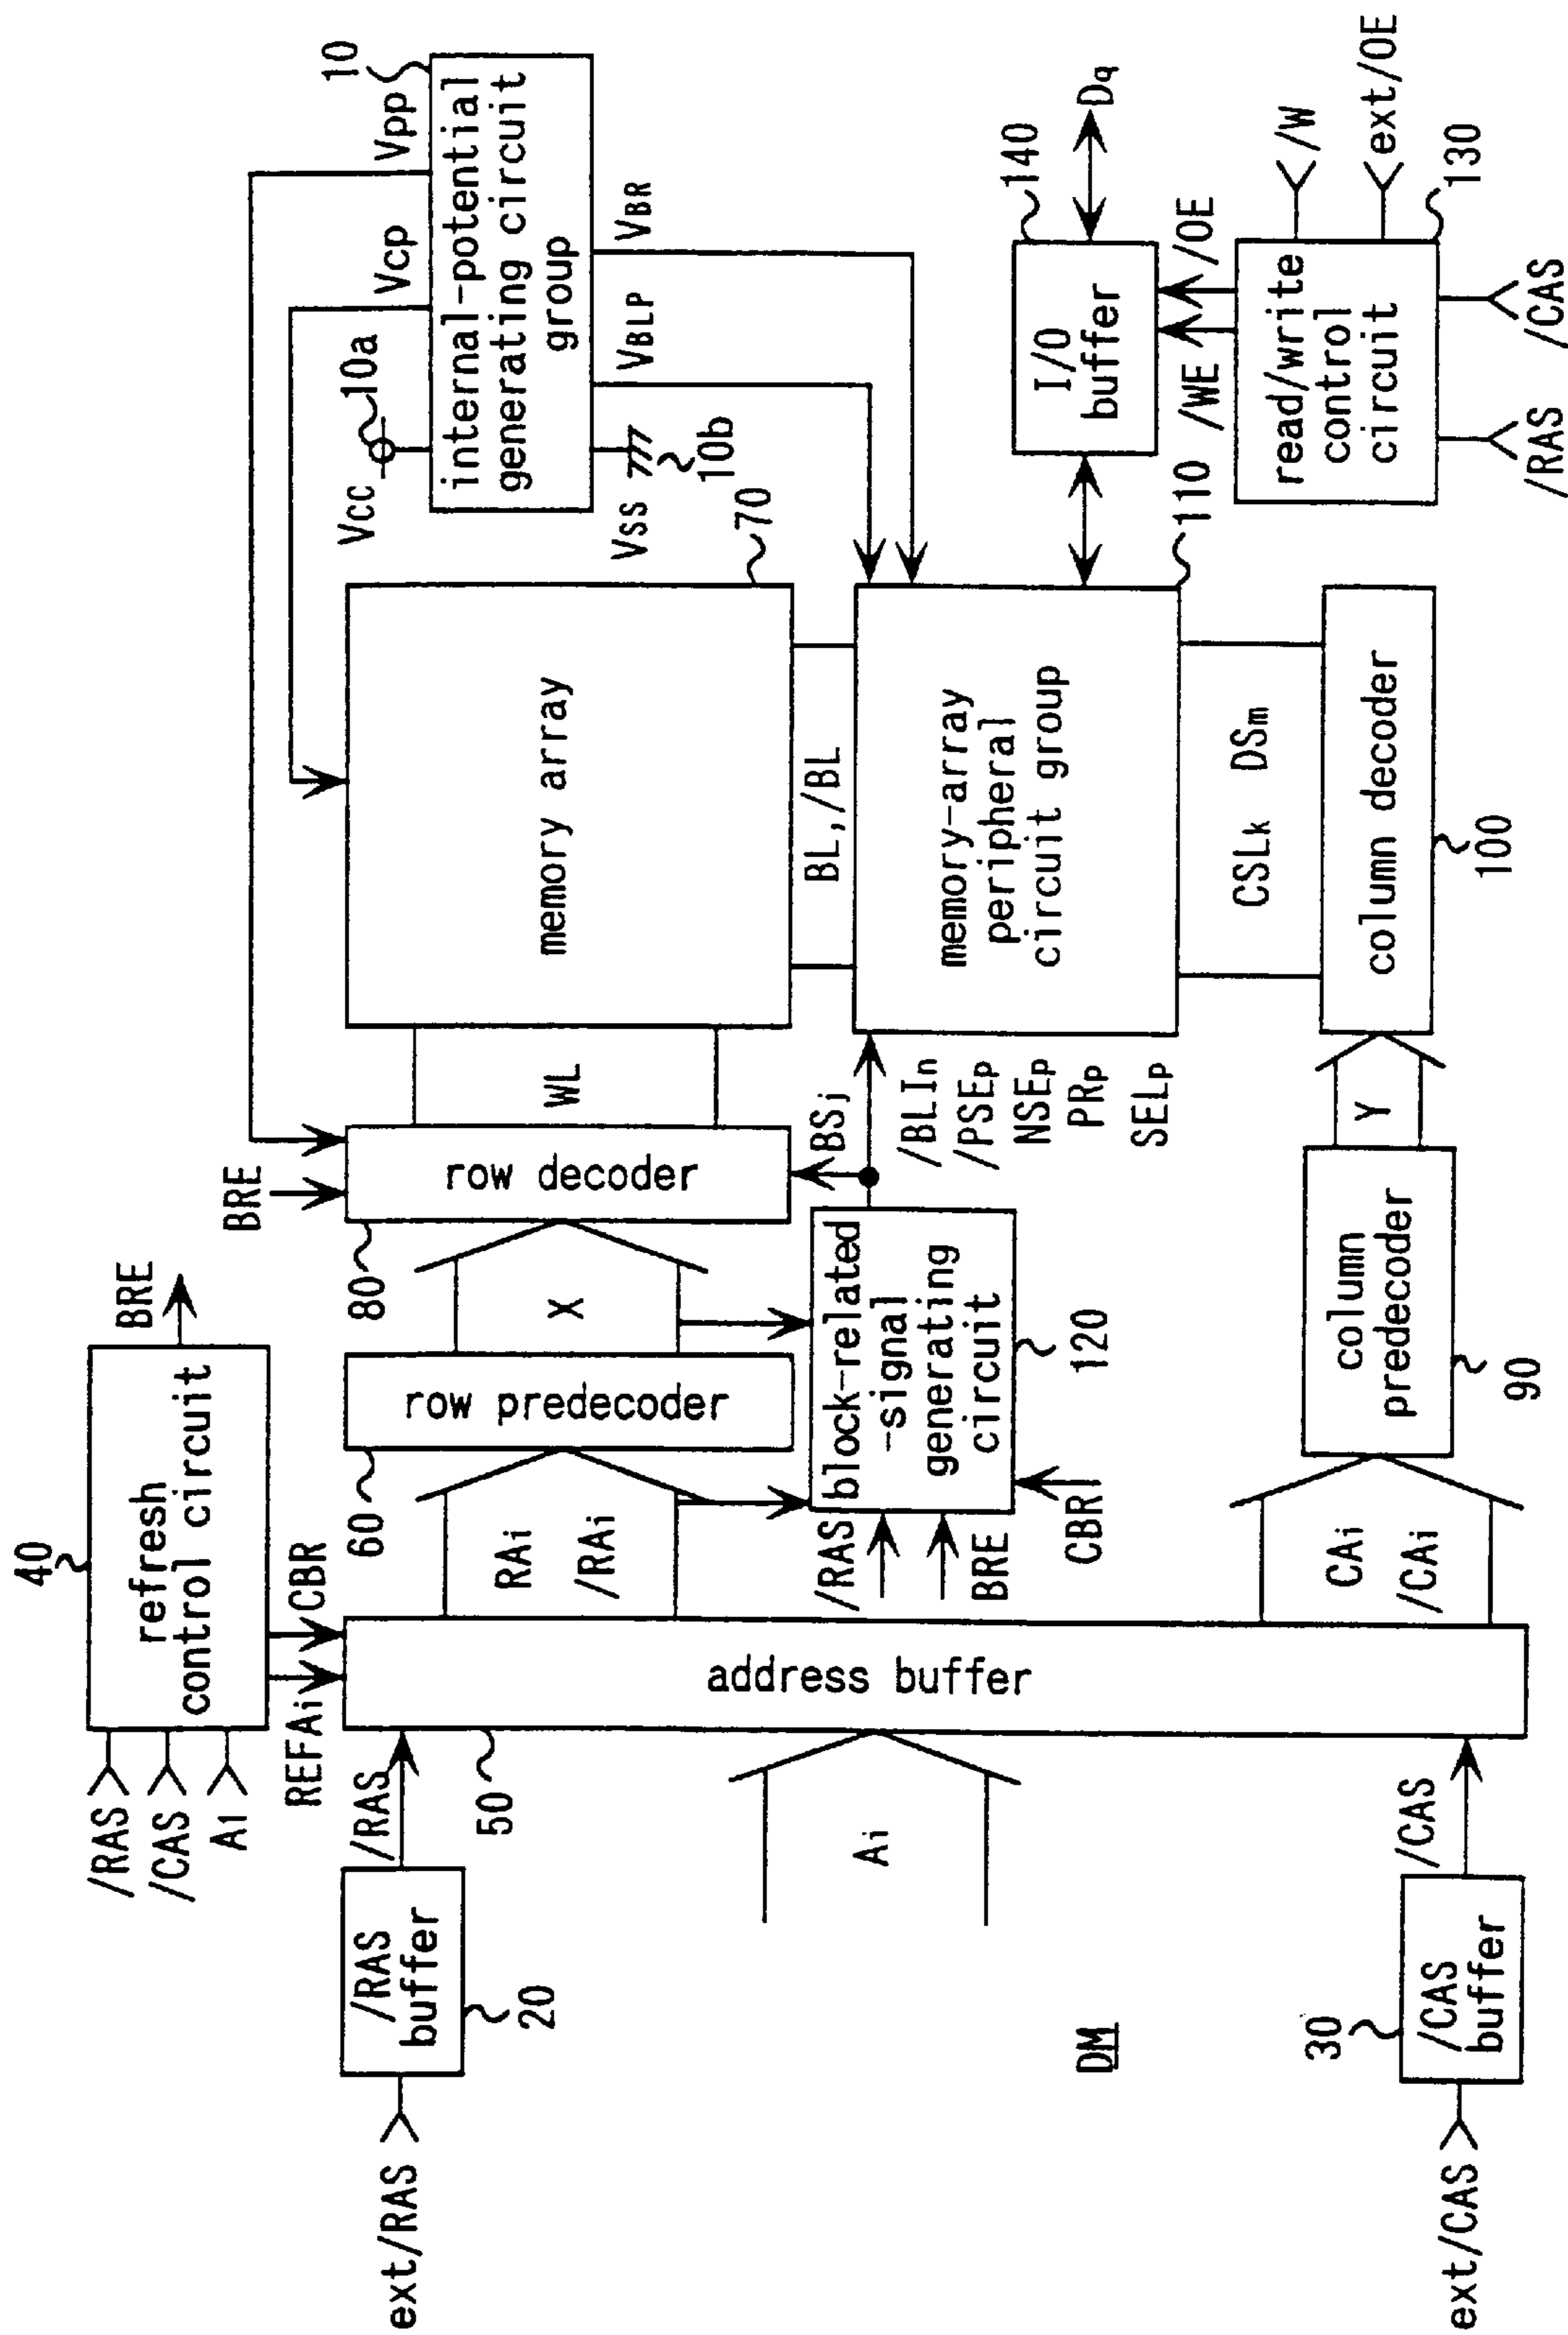 40
refresh
control circuit
/RAS
/CAS
A1
BRE
REFAi
CBR
BRE
Vcp
Vpp
10
Vcc
10a
internal-potential
generating circuit
group
Vss
10b
VBLP
VBR
ext/RAS
/RAS
buffer
20
/RAS
50
address buffer
Ai
RAi
/RAi
60
row predecoder
X
80
row decoder
WL
memory array
70
BL,/BL
BSj
/RAS
BRE
CBR
block-related
-signal
generating
circuit
120
/BLIn
/PSEp
NSEp
PRp
SELp
memory-array
peripheral
circuit group
110
I/O
buffer
140
Dq
/WE
/OE
read/write
control
circuit
/W
ext/OE
130
/RAS
/CAS
CSLk DSm
column decoder
100
Y
column
predecoder
90
CAi
/CAi
DM
30
/CAS
buffer
/CAS
ext/CAS